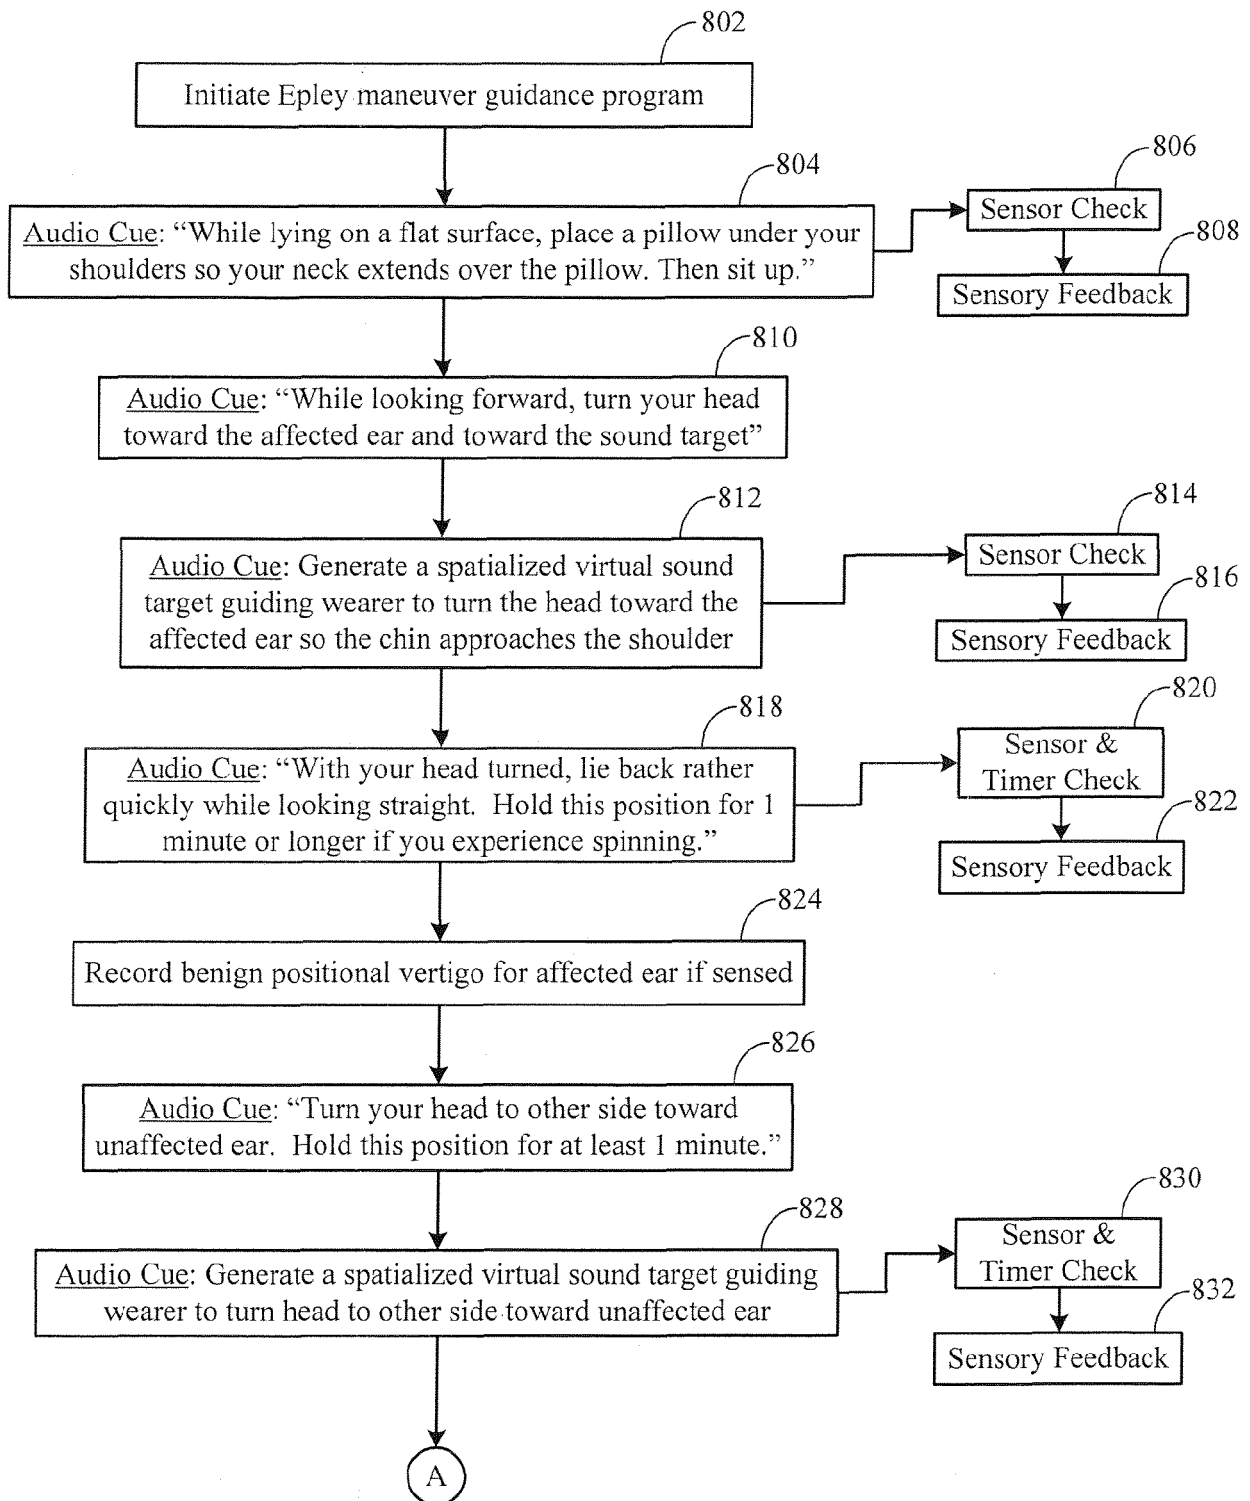 802
Initiate Epley maneuver guidance program
804
Audio Cue: “While lying on a flat surface, place a pillow under your
shoulders so your neck extends over the pillow. Then sit up.”
806
Sensor Check
808
Sensory Feedback
810
Audio Cue: “While looking forward, turn your head
toward the affected ear and toward the sound target”
812
Audio Cue: Generate a spatialized virtual sound
target guiding wearer to turn the head toward the
affected ear so the chin approaches the shoulder
814
Sensor Check
816
Sensory Feedback
818
Audio Cue: “With your head turned, lie back rather
quickly while looking straight.  Hold this position for 1
minute or longer if you experience spinning.”
820
Sensor &
Timer Check
822
Sensory Feedback
824
Record benign positional vertigo for affected ear if sensed
826
Audio Cue: “Turn your head to other side toward
unaffected ear.  Hold this position for at least 1 minute.”
828
Audio Cue: Generate a spatialized virtual sound target guiding
wearer to turn head to other side toward unaffected ear
830
Sensor &
Timer Check
832
Sensory Feedback
A